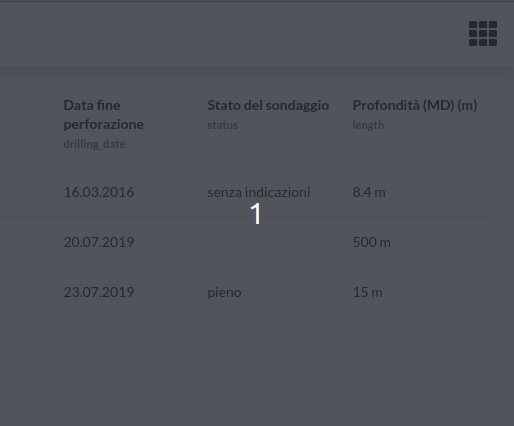 Data fine Stato del sondaggio Profondità (MD) (m)
perforazione status length
drilling_date
16.03.2016 senza indicazioni 8.4 m
1
20.07.2019 500 m
23.07.2019 pieno 15 m